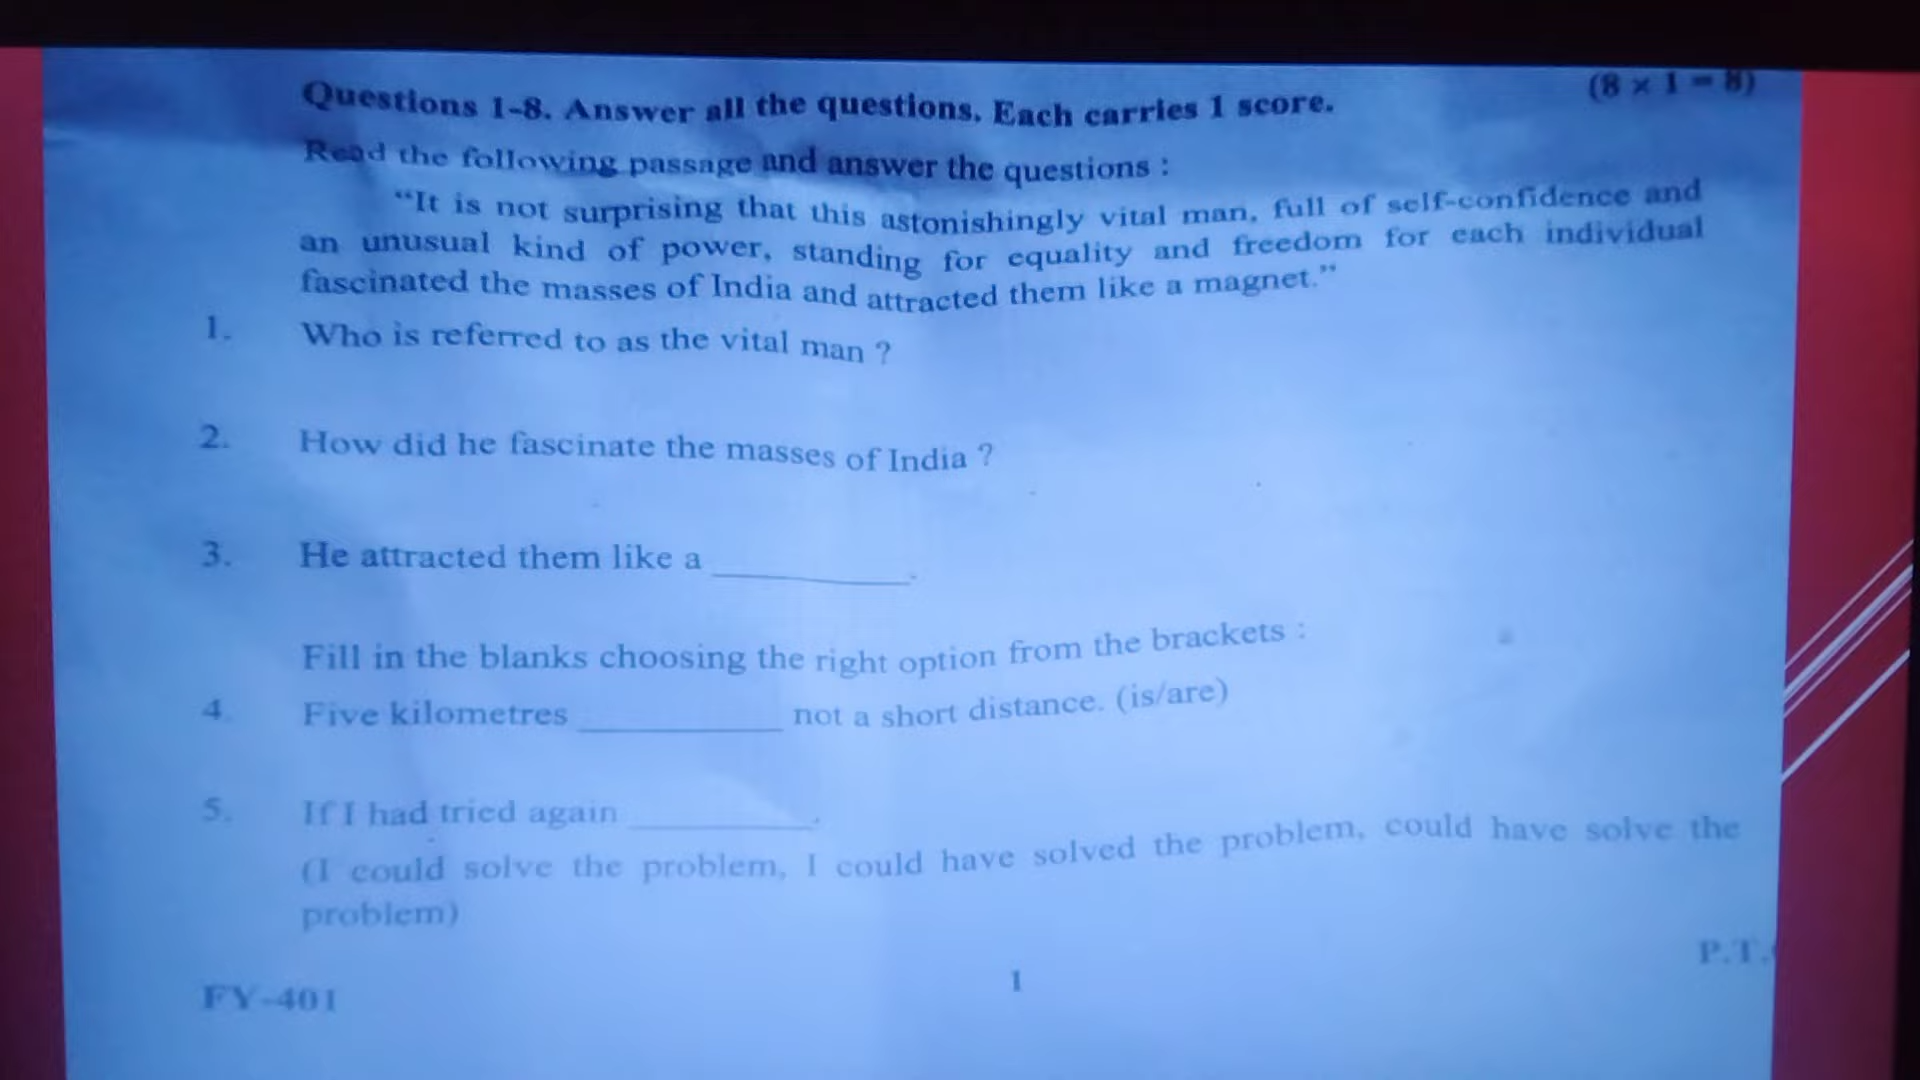 (8 × 1 = 8)
Questions 1-8. Answer all the questions. Each carries 1 score.
Read the following passage and answer the questions :
“It is not surprising that this astonishingly vital man, full of self-confidence and
an unusual kind of power, standing for equality and freedom for each individual
fascinated the masses of India and attracted them like a magnet.”
1. Who is referred to as the vital man ?
2. How did he fascinate the masses of India ?
3. He attracted them like a ________.
Fill in the blanks choosing the right option from the brackets :
4. Five kilometres ________ not a short distance. (is/are)
5. If I had tried again ________.
(I could solve the problem, I could have solved the problem, could have solve the
problem)
P.T.
FY-401
1